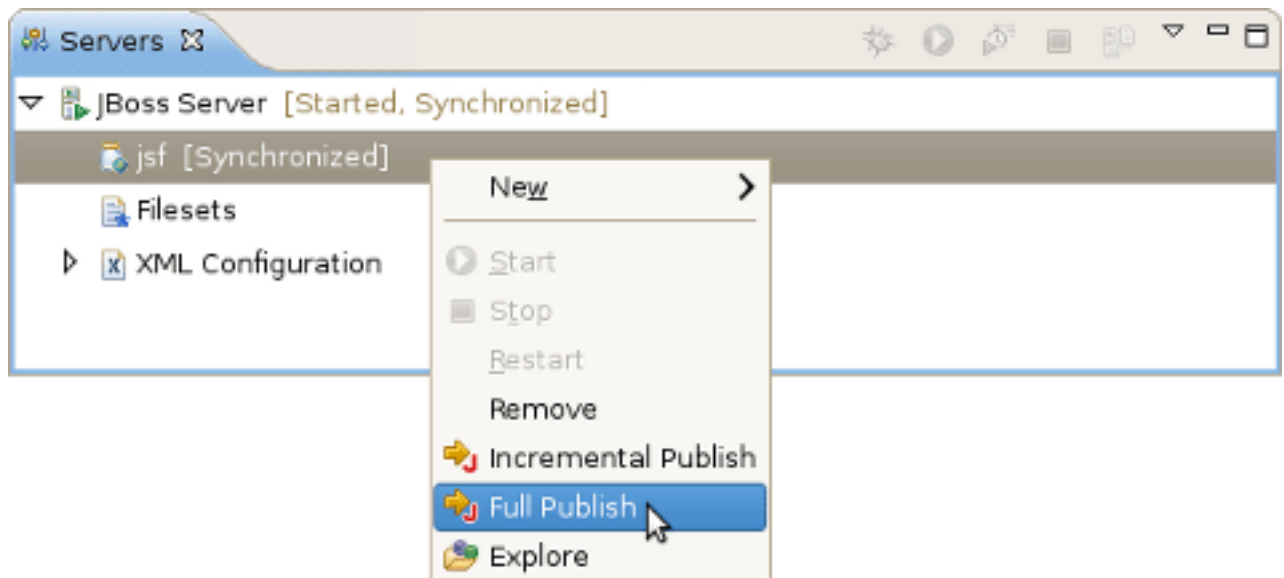 Servers
JBoss Server [Started, Synchronized]
jsf [Synchronized]
Filesets
XML Configuration
New
Start
Stop
Restart
Remove
Incremental Publish
Full Publish
Explore